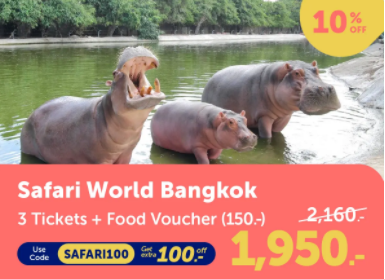 10% OFF
Safari World Bangkok
3 Tickets + Food Voucher (150.-)
2,160.-
Use Code SAFARI100 Get extra 100.- off
1,950.-